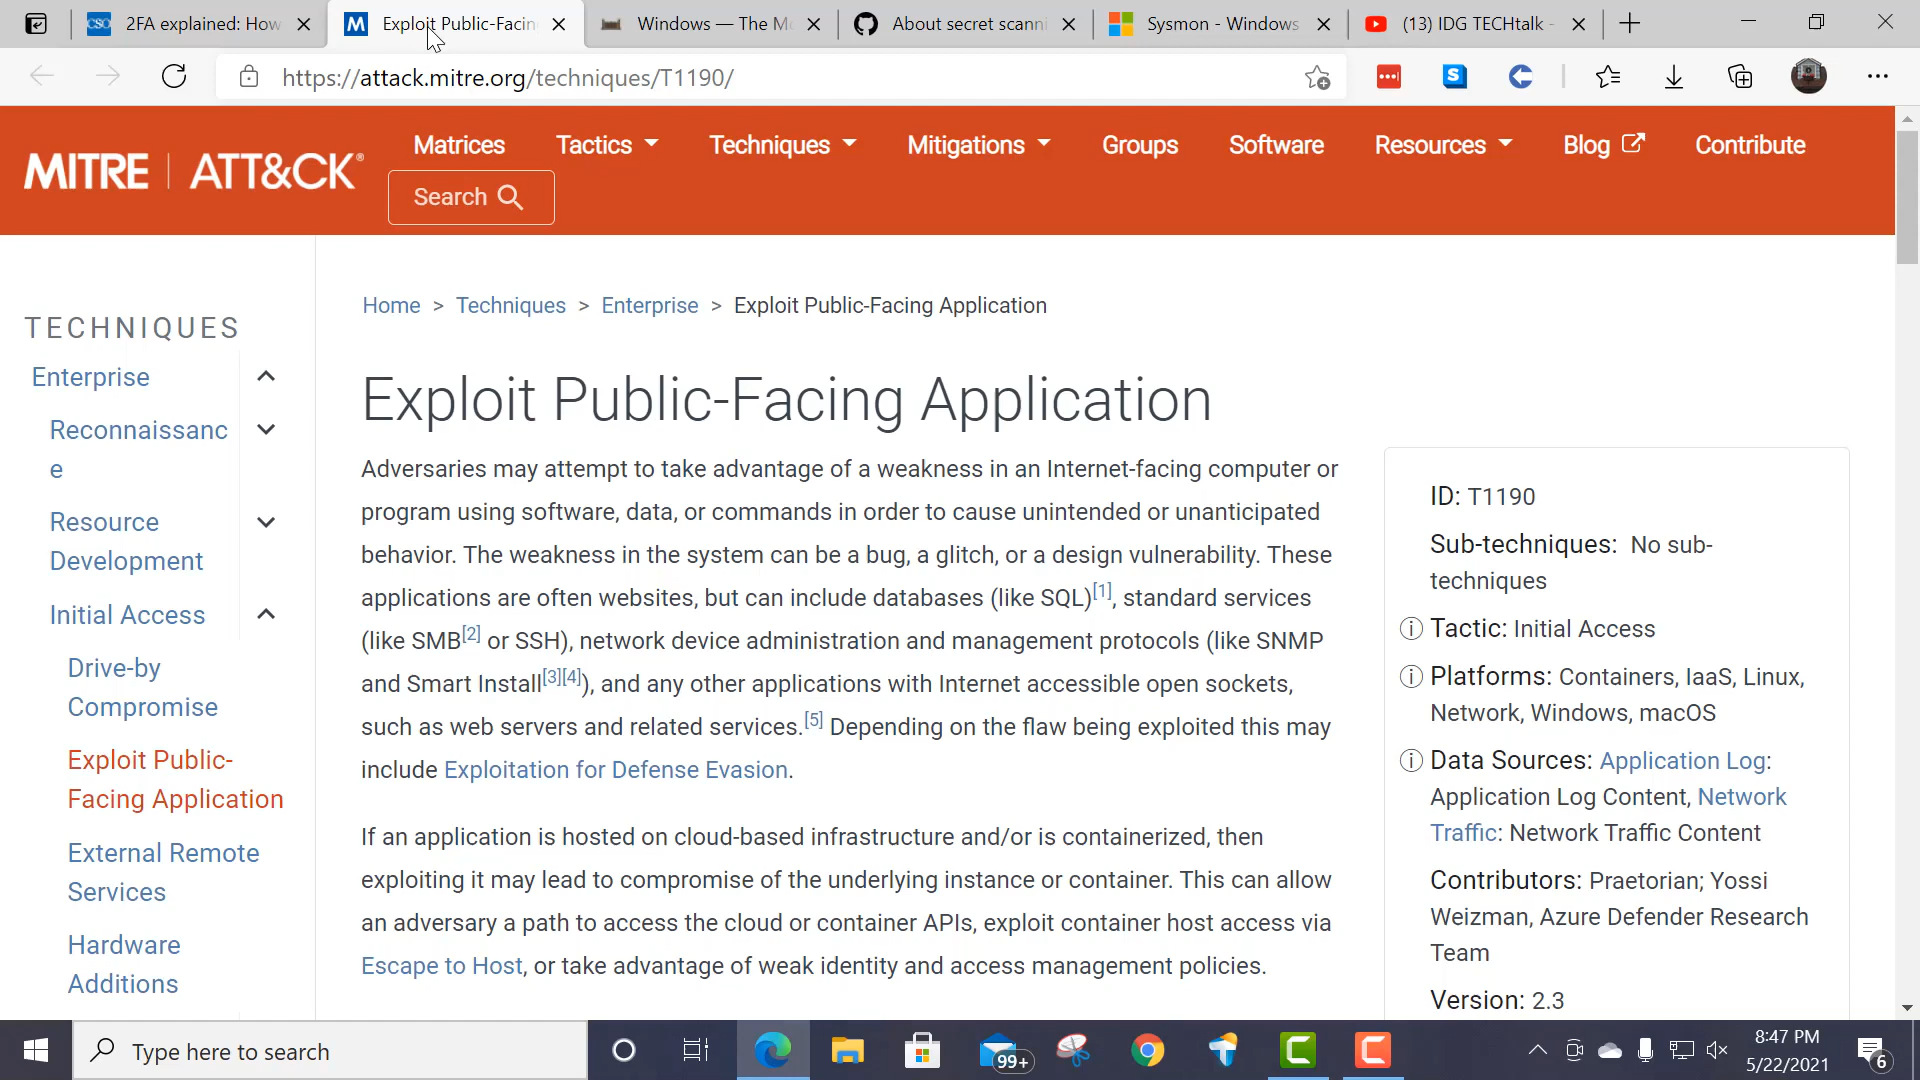 2FA explained: How
Exploit Public-Facin
Windows — The Mo
About secret scanni
Sysmon - Windows
(13) IDG TECHtalk -
https://attack.mitre.org/techniques/T1190/
MITRE | ATT&CK®
Matrices
Tactics
Techniques
Mitigations
Groups
Software
Resources
Blog
Contribute
Search
TECHNIQUES
Enterprise
Reconnaissanc
e
Resource
Development
Initial Access
Drive-by
Compromise
Exploit Public-
Facing Application
External Remote
Services
Hardware
Additions
Home > Techniques > Enterprise > Exploit Public-Facing Application
Exploit Public-Facing Application
Adversaries may attempt to take advantage of a weakness in an Internet-facing computer or
program using software, data, or commands in order to cause unintended or unanticipated
behavior. The weakness in the system can be a bug, a glitch, or a design vulnerability. These
applications are often websites, but can include databases (like SQL)[1], standard services
(like SMB[2] or SSH), network device administration and management protocols (like SNMP
and Smart Install[3][4]), and any other applications with Internet accessible open sockets,
such as web servers and related services.[5] Depending on the flaw being exploited this may
include Exploitation for Defense Evasion.
If an application is hosted on cloud-based infrastructure and/or is containerized, then
exploiting it may lead to compromise of the underlying instance or container. This can allow
an adversary a path to access the cloud or container APIs, exploit container host access via
Escape to Host, or take advantage of weak identity and access management policies.
ID: T1190
Sub-techniques: No sub-
techniques
Tactic: Initial Access
Platforms: Containers, IaaS, Linux,
Network, Windows, macOS
Data Sources: Application Log:
Application Log Content, Network
Traffic: Network Traffic Content
Contributors: Praetorian; Yossi
Weizman, Azure Defender Research
Team
Version: 2.3
Type here to search
99+
8:47 PM
5/22/2021
6